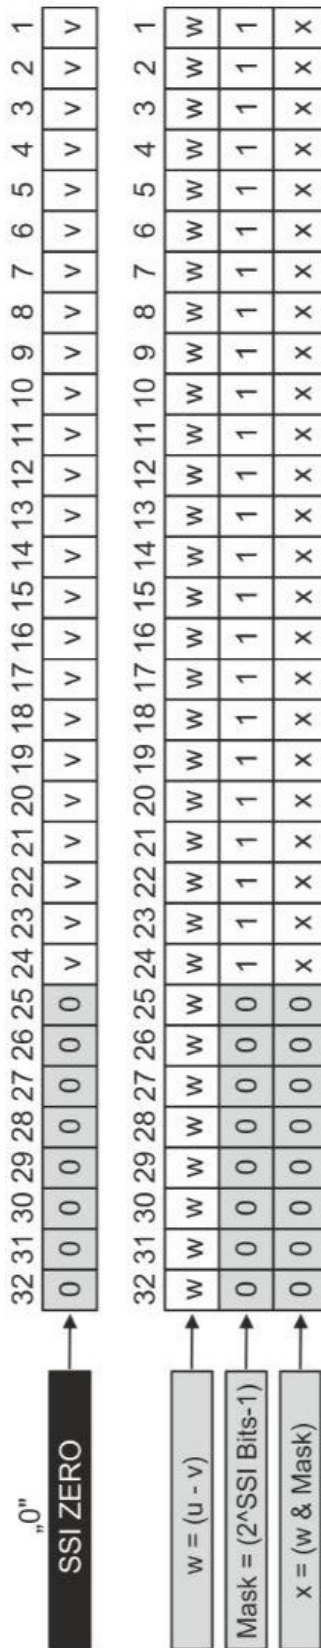 „0"
32 31 30 29 28 27 26 25 24 23 22 21 20 19 18 17 16 15 14 13 12 11 10 9 8 7 6 5 4 3 2 1
SSI ZERO 0 0 0 0 0 0 0 0 v v v v v v v v v v v v v v v v v v v v v v v v
32 31 30 29 28 27 26 25 24 23 22 21 20 19 18 17 16 15 14 13 12 11 10 9 8 7 6 5 4 3 2 1
w = (u - v) w w w w w w w w w w w w w w w w w w w w w w w w w w w w w w w w
Mask = (2^SSI Bits-1) 0 0 0 0 0 0 0 0 1 1 1 1 1 1 1 1 1 1 1 1 1 1 1 1 1 1 1 1 1 1 1 1
x = (w & Mask) 0 0 0 0 0 0 0 0 x x x x x x x x x x x x x x x x x x x x x x x x